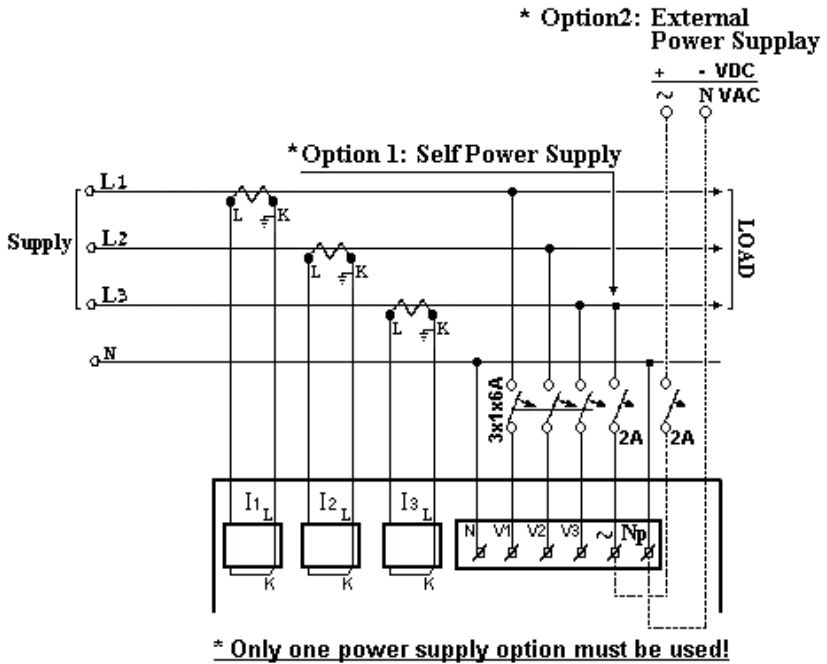 * Option2: External
Power Supplay
+ - VDC
~ N VAC
* Option 1: Self Power Supply
L1
L K
Supply
L2
L K
LOAD
L3
L K
N
3x1x6A
2A 2A
I1 L I2 L I3 L
N V1 V2 V3 ~ Np
K K K
* Only one power supply option must be used!